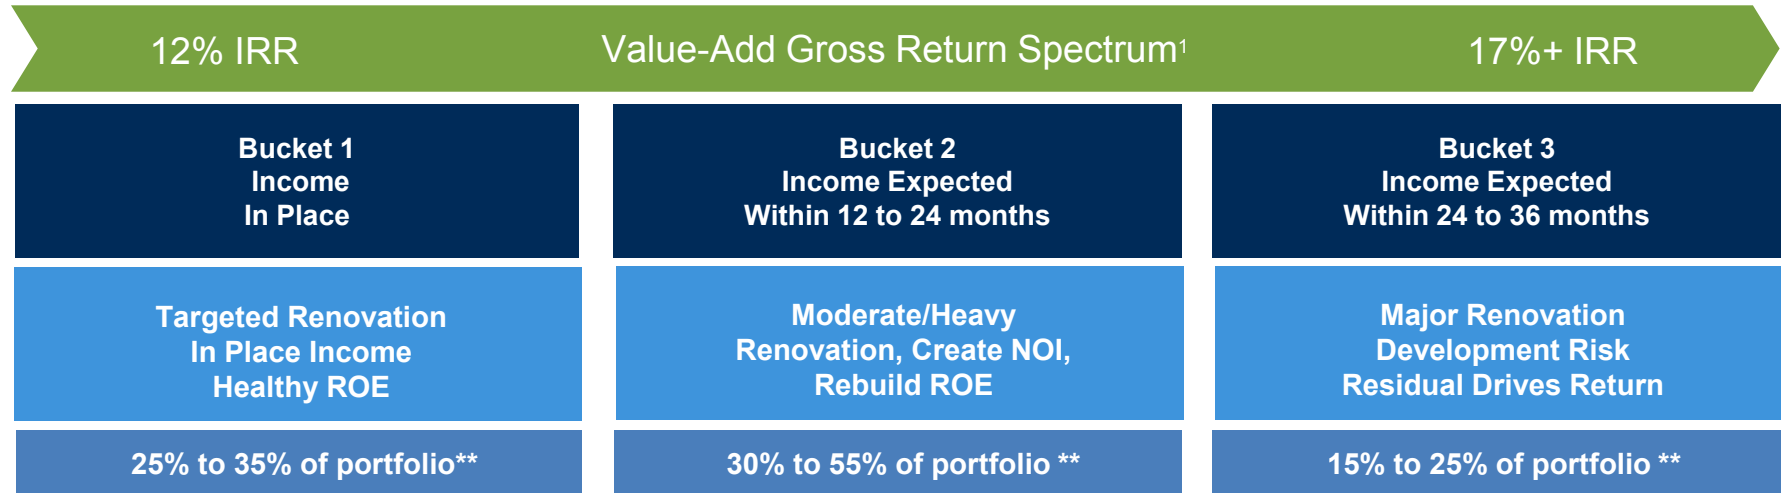 12% IRR
Value-Add Gross Return Spectrum¹
17%+ IRR
Bucket 1
Income
In Place
Bucket 2
Income Expected
Within 12 to 24 months
Bucket 3
Income Expected
Within 24 to 36 months
Targeted Renovation
In Place Income
Healthy ROE
Moderate/Heavy
Renovation, Create NOI,
Rebuild ROE
Major Renovation
Development Risk
Residual Drives Return
25% to 35% of portfolio**
30% to 55% of portfolio **
15% to 25% of portfolio **